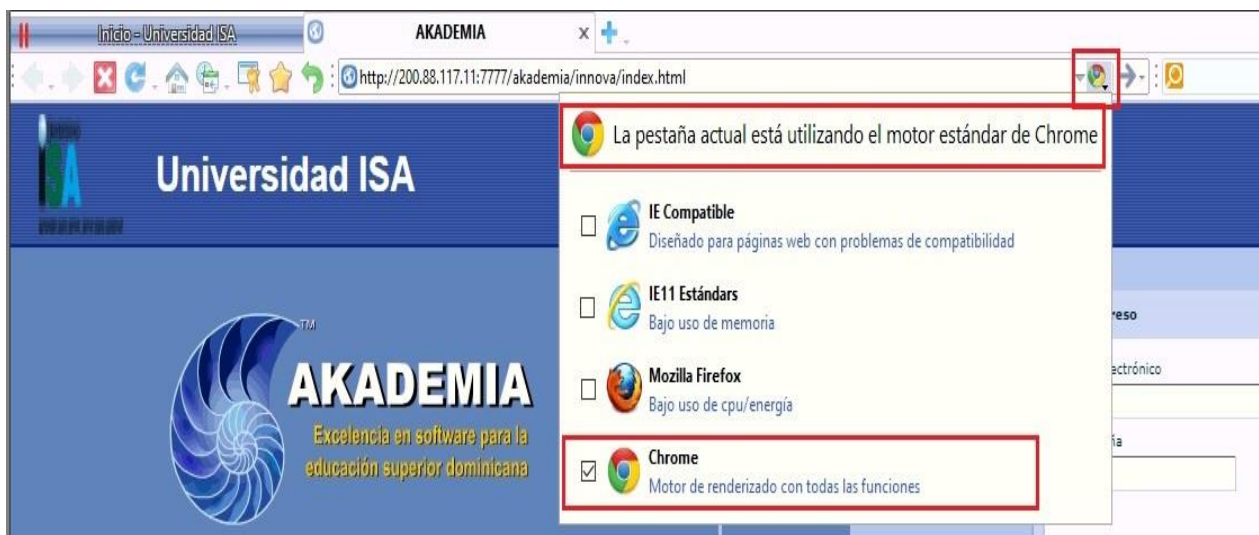 Inicio - Universidad ISA
AKADEMIA
http://200.88.117.11:7777/akademia/innova/index.html
La pestaña actual está utilizando el motor estándar de Chrome
ISA
Universidad ISA
IE Compatible
Diseñado para páginas web con problemas de compatibilidad
IE11 Estándars
Bajo uso de memoria
reso
ectrónico
TM
AKADEMIA
Excelencia en software para la
educación superior dominicana
Mozilla Firefox
Bajo uso de cpu/energía
ña
Chrome
Motor de renderizado con todas las funciones